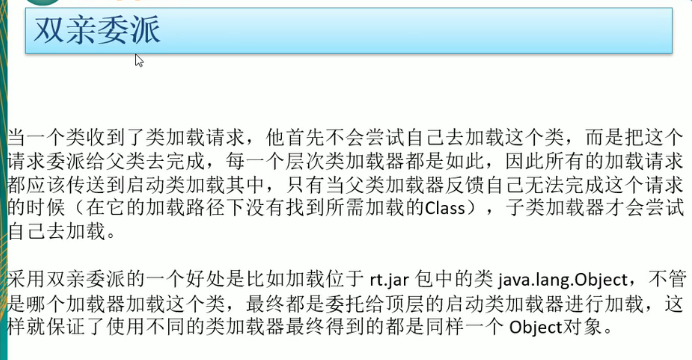 双亲委派
当一个类收到了类加载请求，他首先不会尝试自己去加载这个类，而是把这个
请求委派给父类去完成，每一个层次类加载器都是如此，因此所有的加载请求
都应该传送到启动类加载其中，只有当父类加载器反馈自己无法完成这个请求
的时候（在它的加载路径下没有找到所需加载的Class），子类加载器才会尝试
自己去加载。
采用双亲委派的一个好处是比如加载位于 rt.jar 包中的类 java.lang.Object，不管
是哪个加载器加载这个类，最终都是委托给顶层的启动类加载器进行加载，这
样就保证了使用不同的类加载器最终得到的都是同样一个 Object对象。